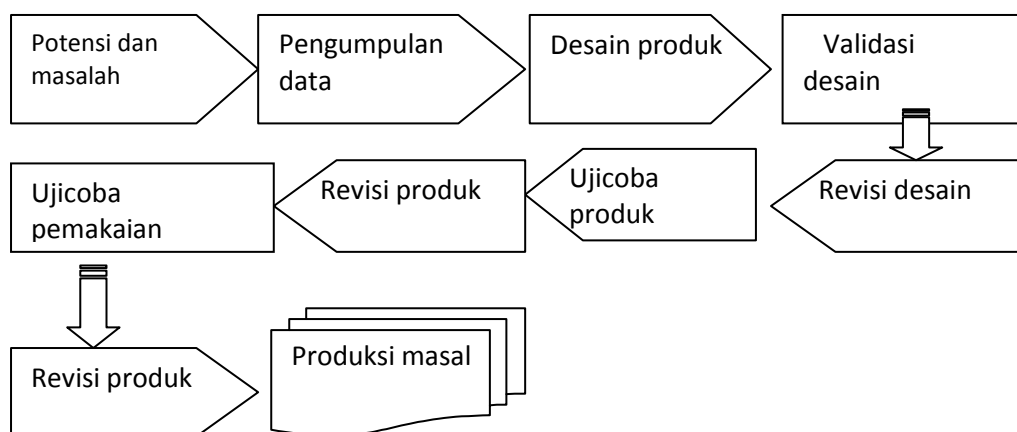 Potensi dan
masalah
Pengumpulan
data
Desain produk
Validasi
desain
Revisi desain
Ujicoba
produk
Revisi produk
Ujicoba
pemakaian
Revisi produk
Produksi masal